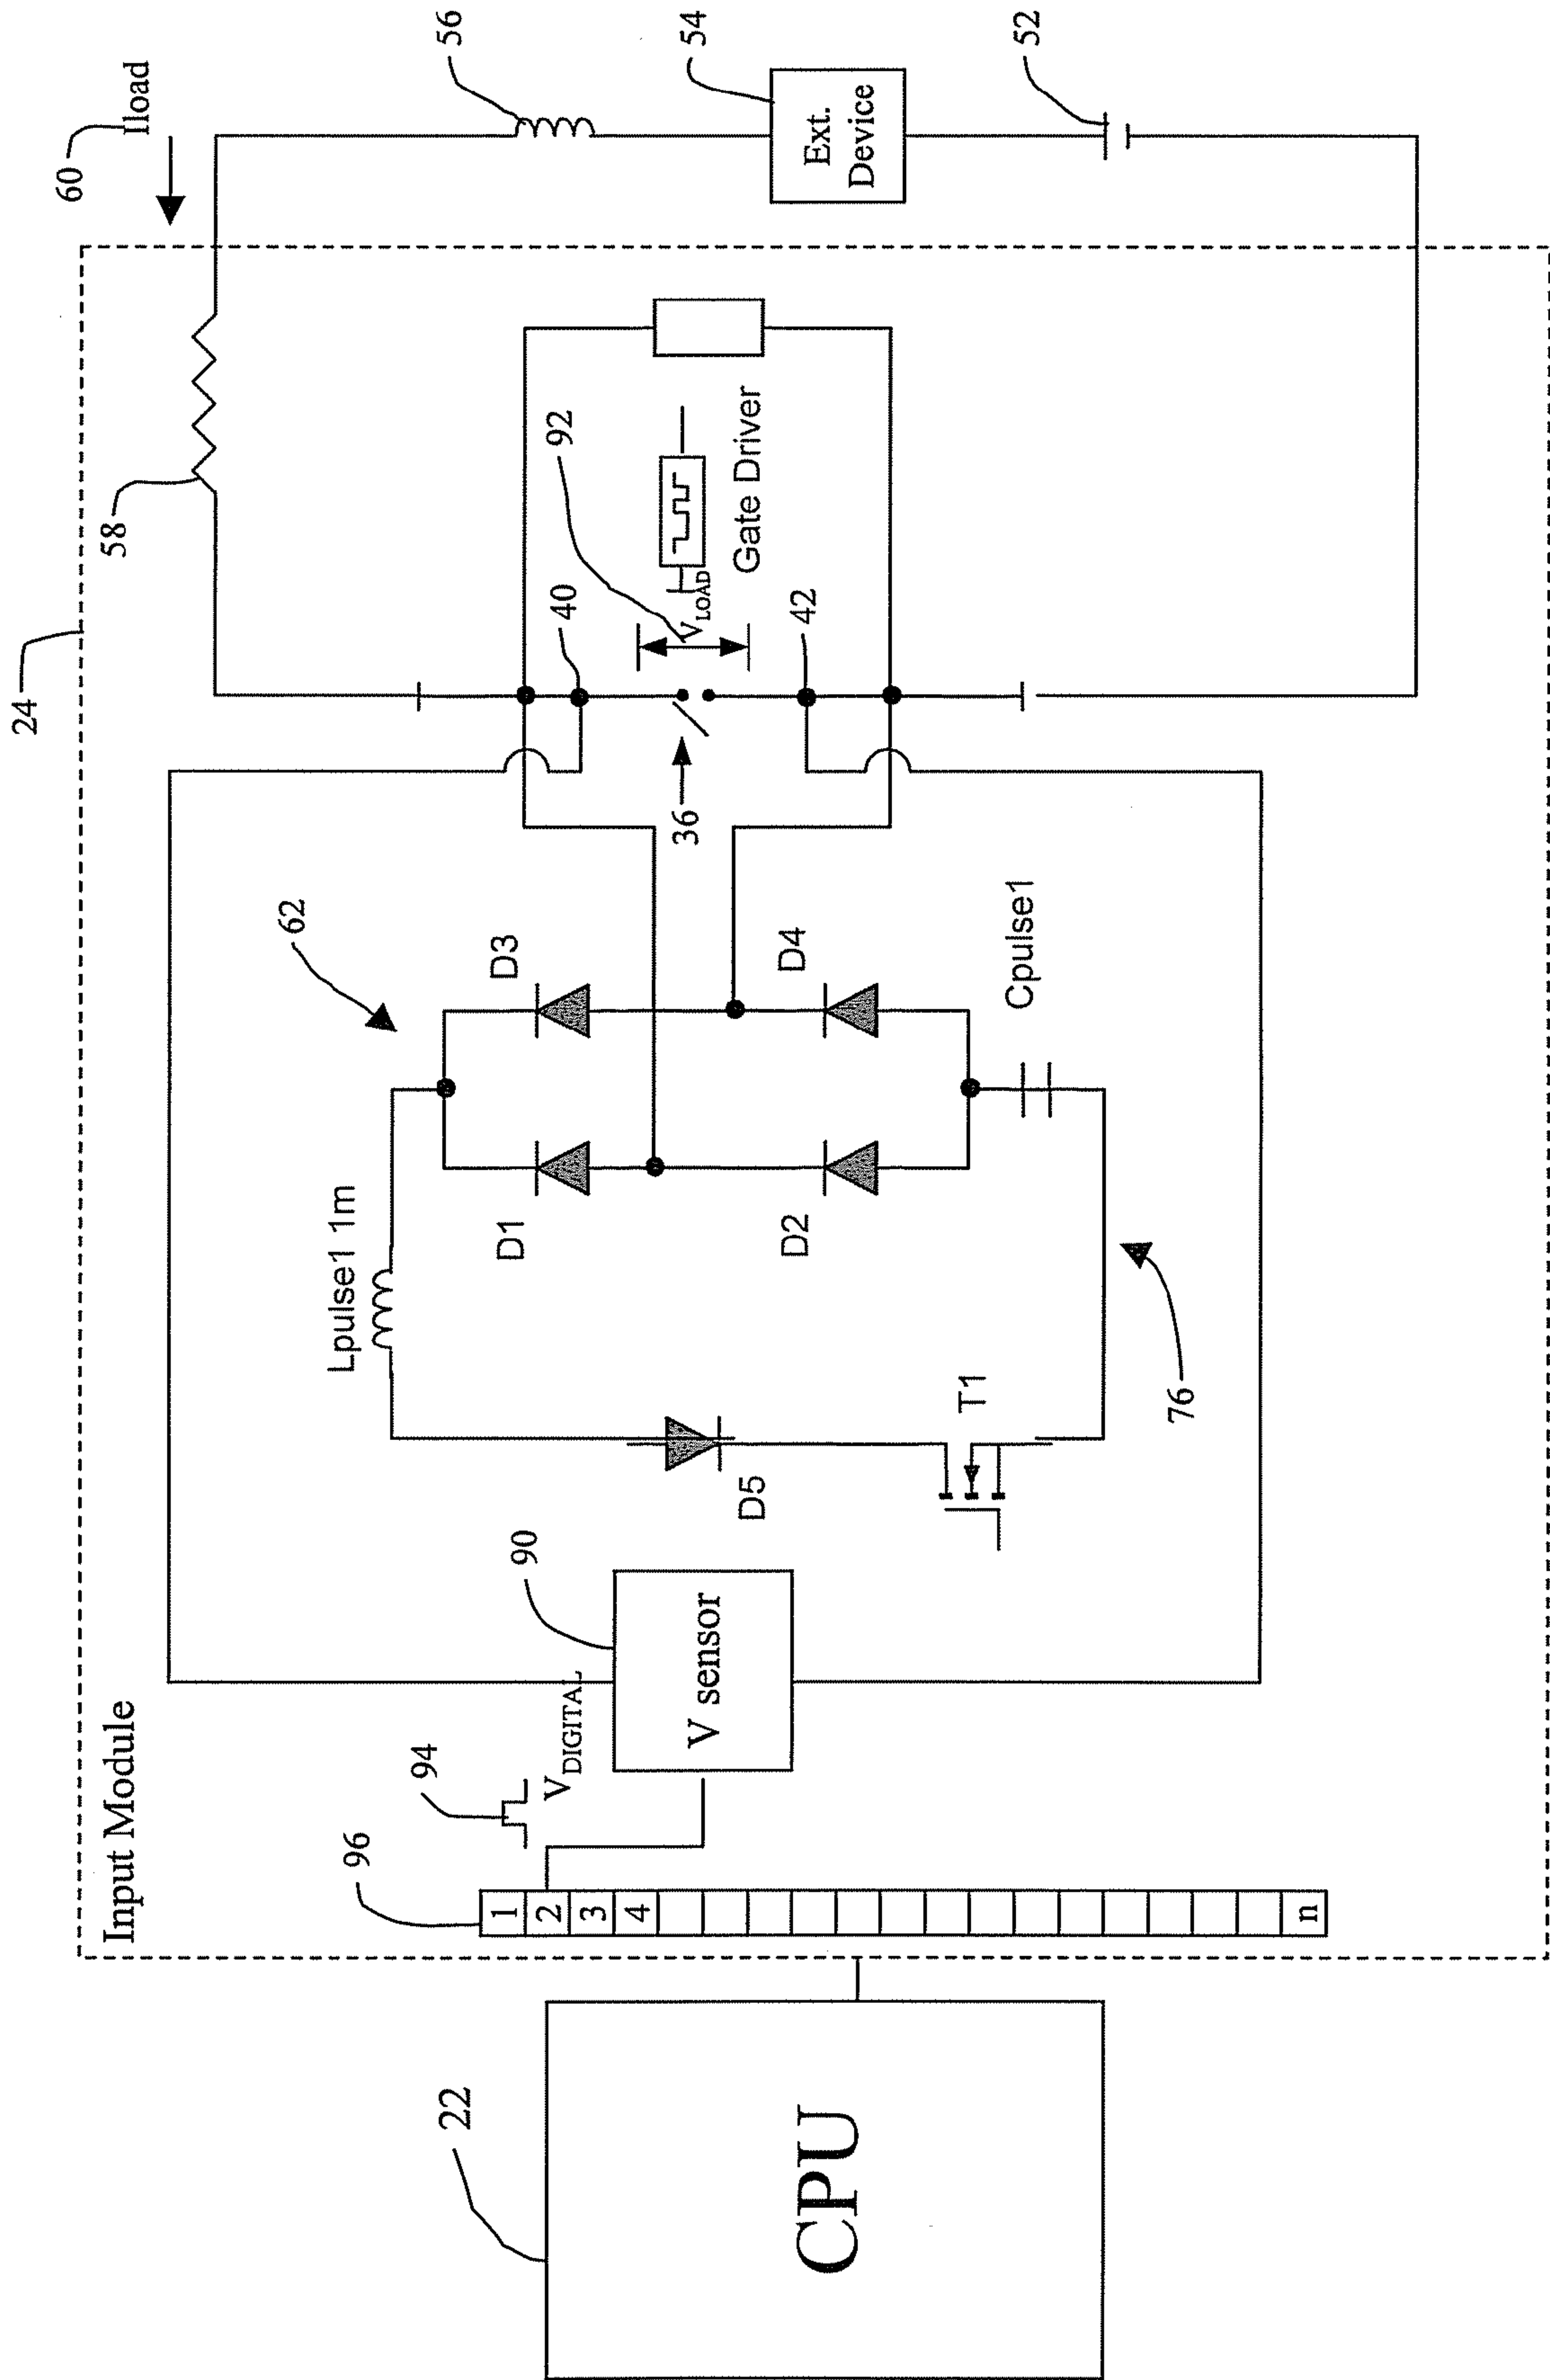 Input Module
24
60
Iload
58
56
54
Ext.
Device
52
40
92
V LOAD
Gate Driver
42
36
62
D3
D4
D1
D2
Cpulse1
Lpulse1 1m
D5
T1
76
90
V sensor
94
V DIGITAL
96
1
2
3
4
n
22
CPU